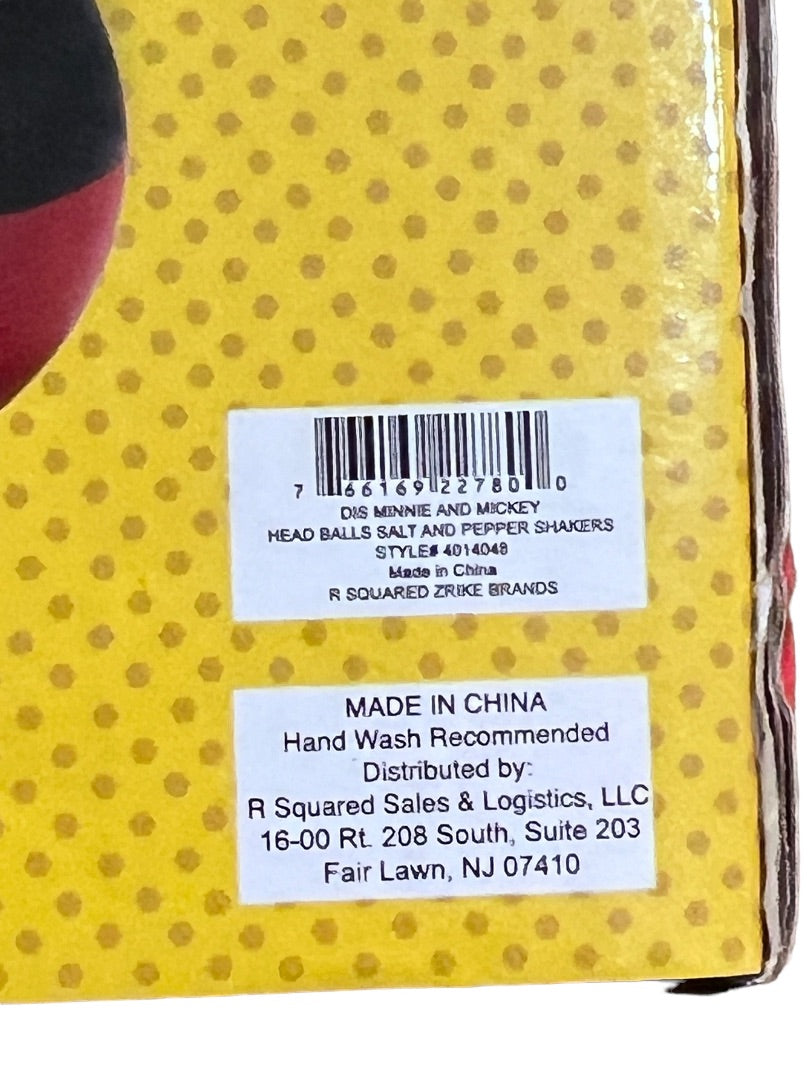 7 66169 22780 0
DIS MINNIE AND MICKEY
HEAD BALLS SALT AND PEPPER SHAKERS
STYLE# 4014049
Made in China
R SQUARED ZRIKE BRANDS
MADE IN CHINA
Hand Wash Recommended
Distributed by:
R Squared Sales & Logistics, LLC
16-00 Rt. 208 South, Suite 203
Fair Lawn, NJ 07410